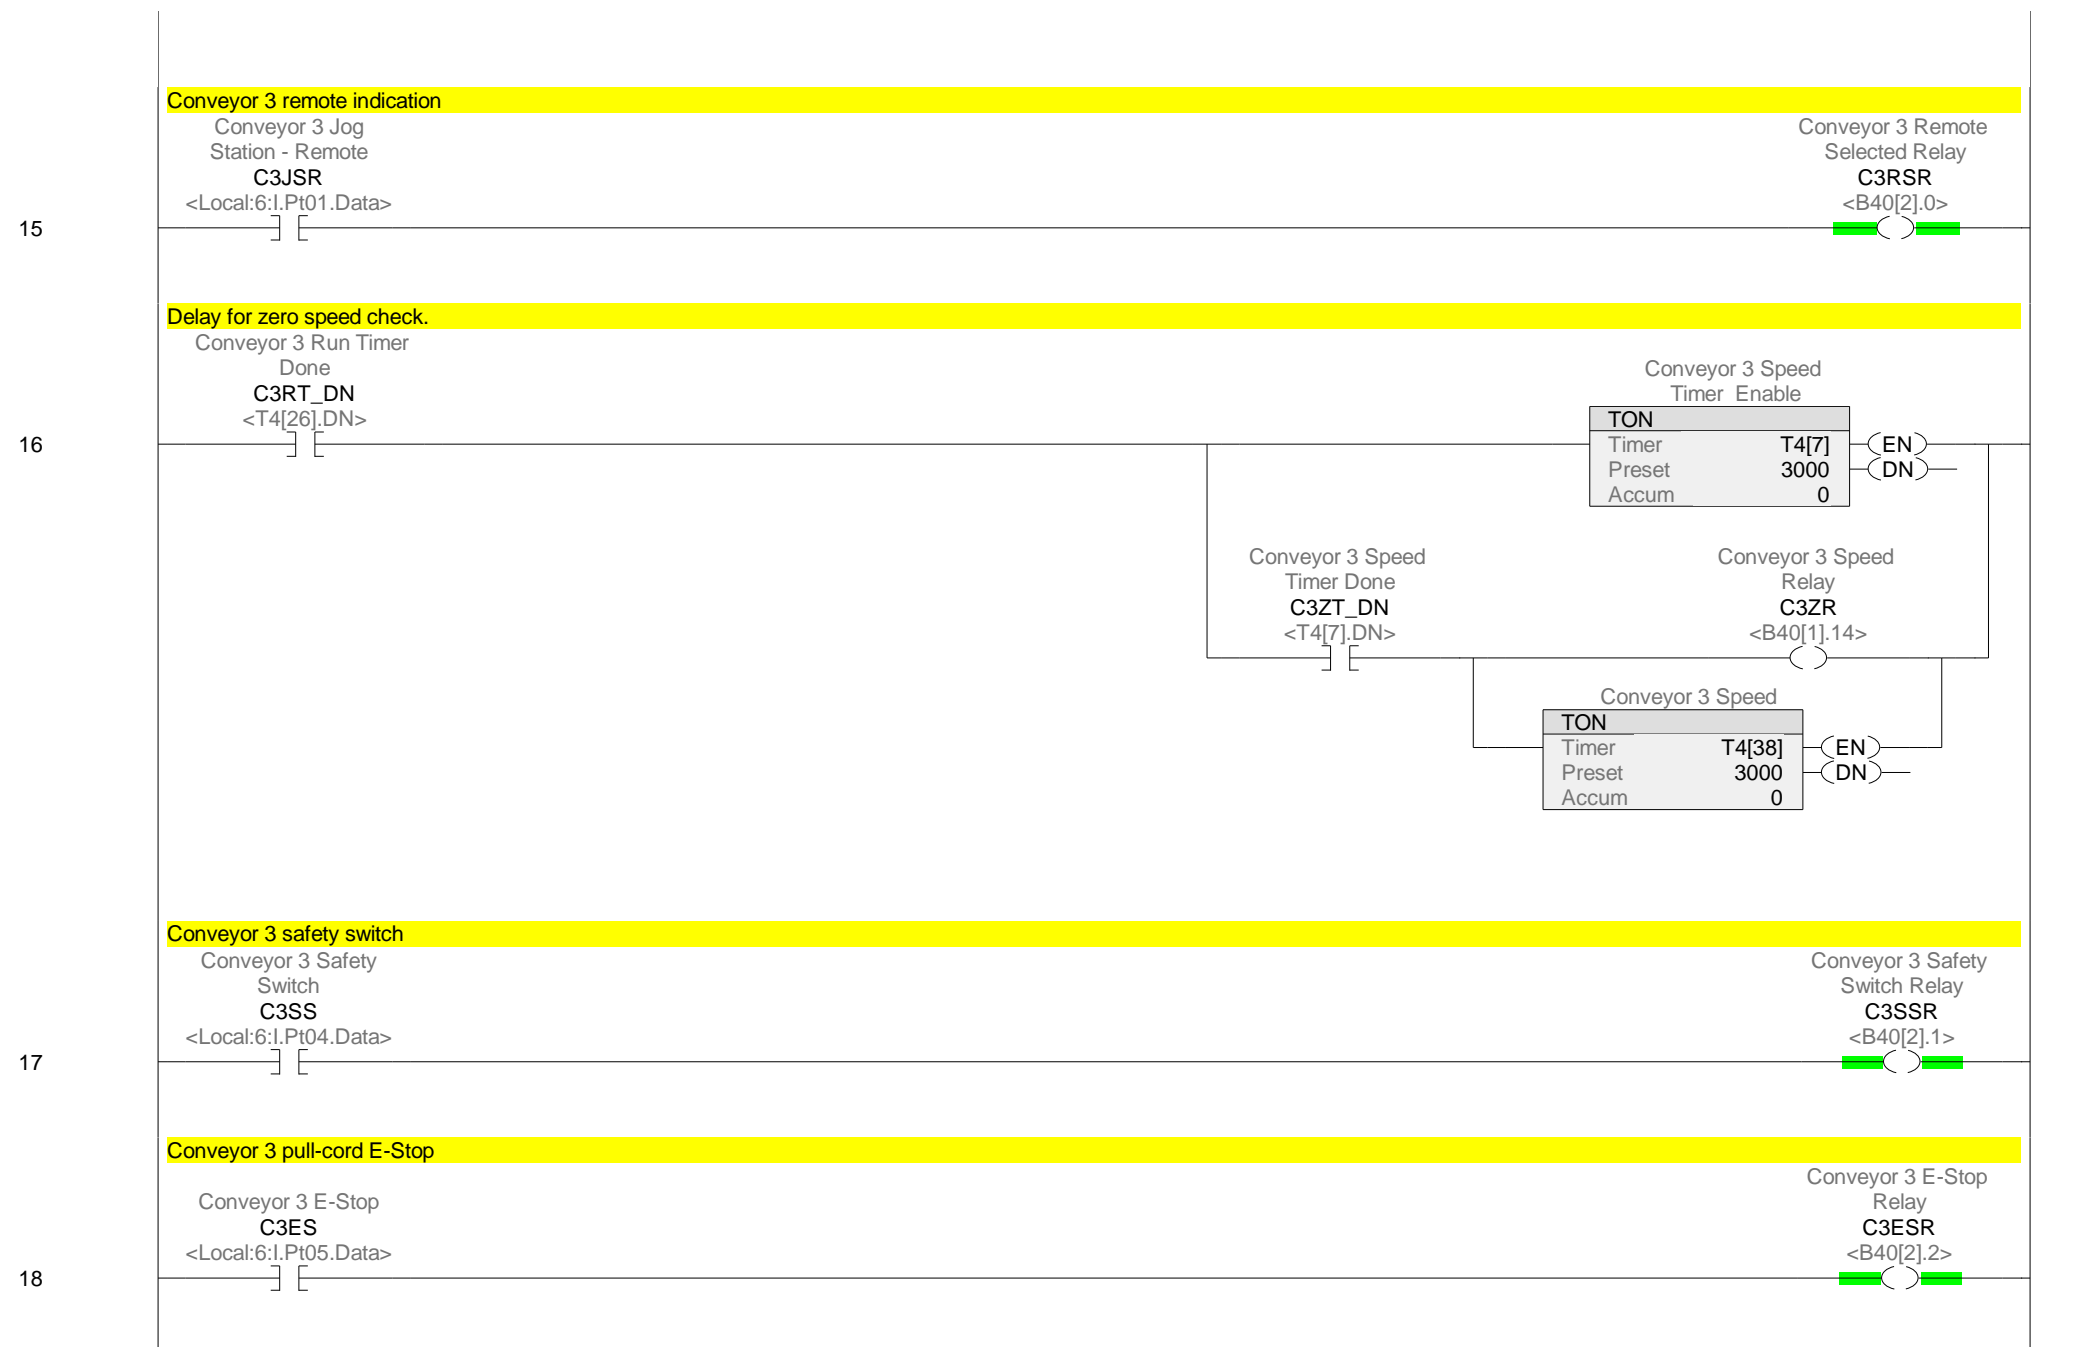 Conveyor 3 remote indication
Conveyor 3 Jog
Station - Remote
C3JSR
<Local:6:I.Pt01.Data>
Conveyor 3 Remote
Selected Relay
C3RSR
<B40[2].0>
15
Delay for zero speed check.
Conveyor 3 Run Timer
Done
C3RT_DN
<T4[26].DN>
16
Conveyor 3 Speed
Timer Enable
TON
Timer T4[7] EN
Preset 3000 DN
Accum 0
Conveyor 3 Speed
Timer Done
C3ZT_DN
<T4[7].DN>
Conveyor 3 Speed
Relay
C3ZR
<B40[1].14>
Conveyor 3 Speed
TON
Timer T4[38] EN
Preset 3000 DN
Accum 0
Conveyor 3 safety switch
Conveyor 3 Safety
Switch
C3SS
<Local:6:I.Pt04.Data>
Conveyor 3 Safety
Switch Relay
C3SSR
<B40[2].1>
17
Conveyor 3 pull-cord E-Stop
Conveyor 3 E-Stop
C3ES
<Local:6:I.Pt05.Data>
Conveyor 3 E-Stop
Relay
C3ESR
<B40[2].2>
18